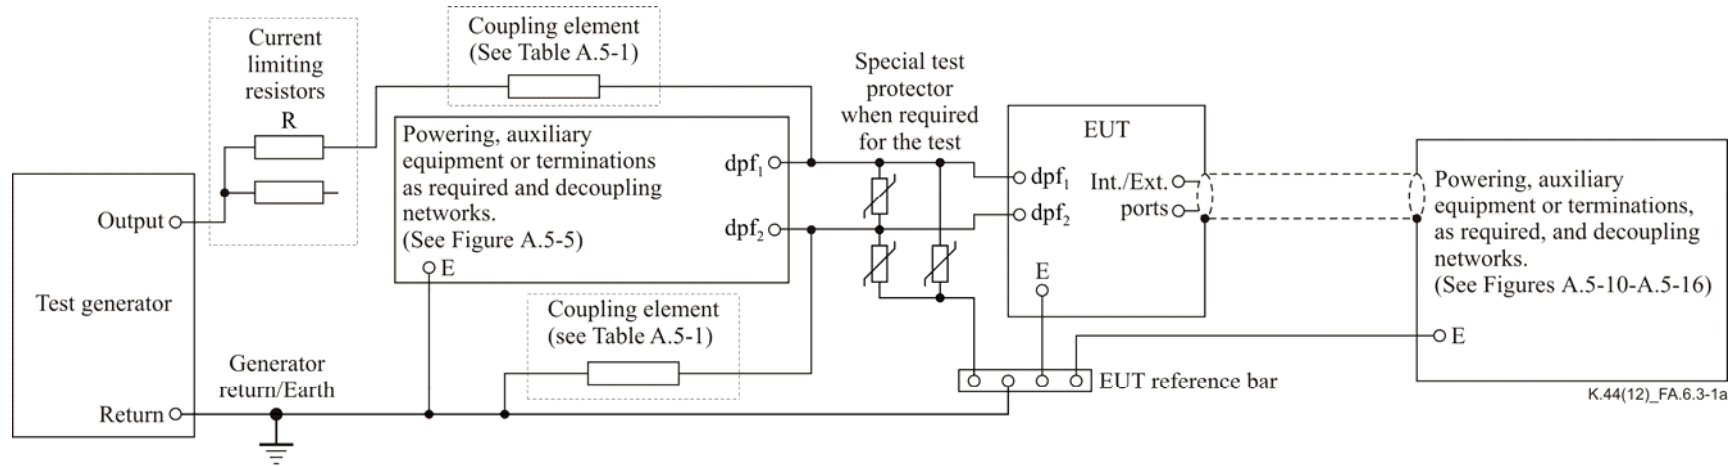 Current
limiting
resistors
R
Coupling element
(See Table A.5-1)
Special test
protector
when required
for the test
Powering, auxiliary
equipment or terminations
as required and decoupling
networks.
(See Figure A.5-5)
dpf₁
dpf₂
E
EUT
dpf₁
dpf₂
Int./Ext.
ports
E
Powering, auxiliary
equipment or terminations,
as required, and decoupling
networks.
(See Figures A.5-10-A.5-16)
E
Output
Test generator
Return
Generator
return/Earth
Coupling element
(see Table A.5-1)
EUT reference bar
K.44(12)_FA.6.3-1a